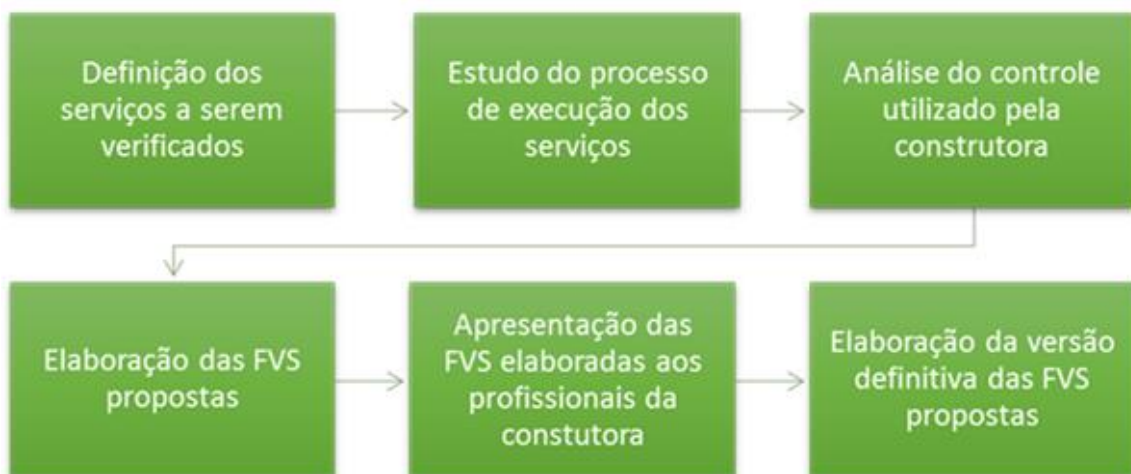 Definição dos
serviços a serem
verificados
Estudo do processo
de execução dos
serviços
Análise do controle
utilizado pela
construtora
Elaboração das FVS
propostas
Apresentação das
FVS elaboradas aos
profissionais da
constutora
Elaboração da versão
definitiva das FVS
propostas